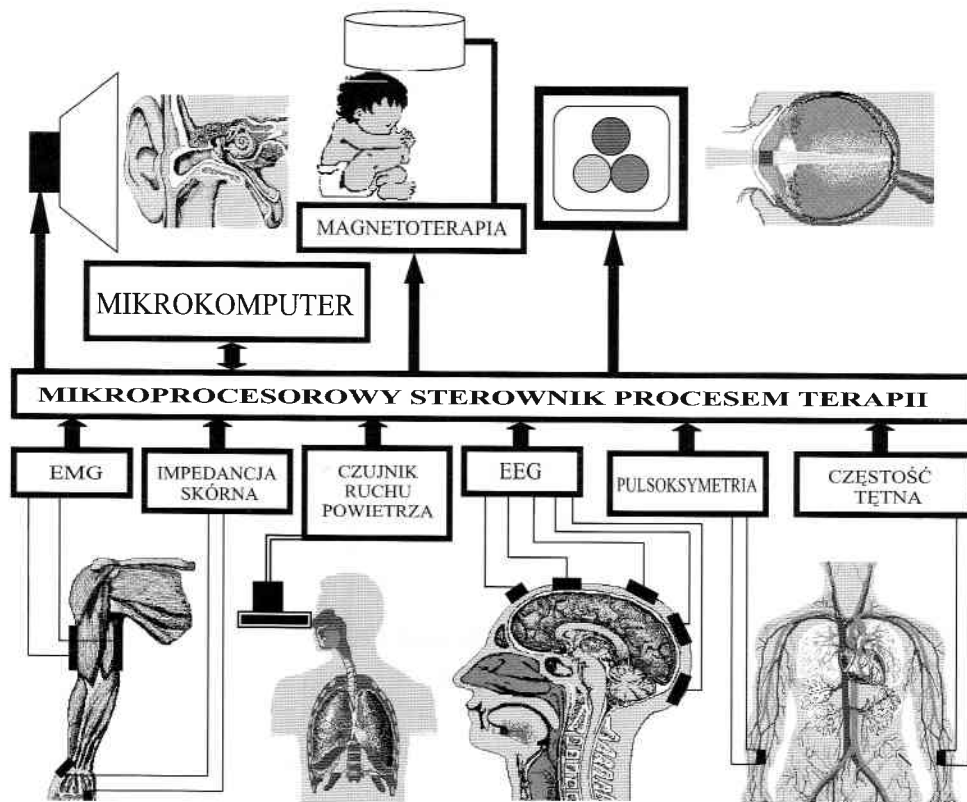 MAGNETOTERAPIA
MIKROKOMPUTER
MIKROPROCESOROWY STEROWNIK PROCESEM TERAPII
EMG
IMPEDANCJA
SKÓRNA
CZUJNIK
RUCHU
POWIETRZA
EEG
PULSOKSYMETRIA
CZĘSTOŚĆ
TĘTNA